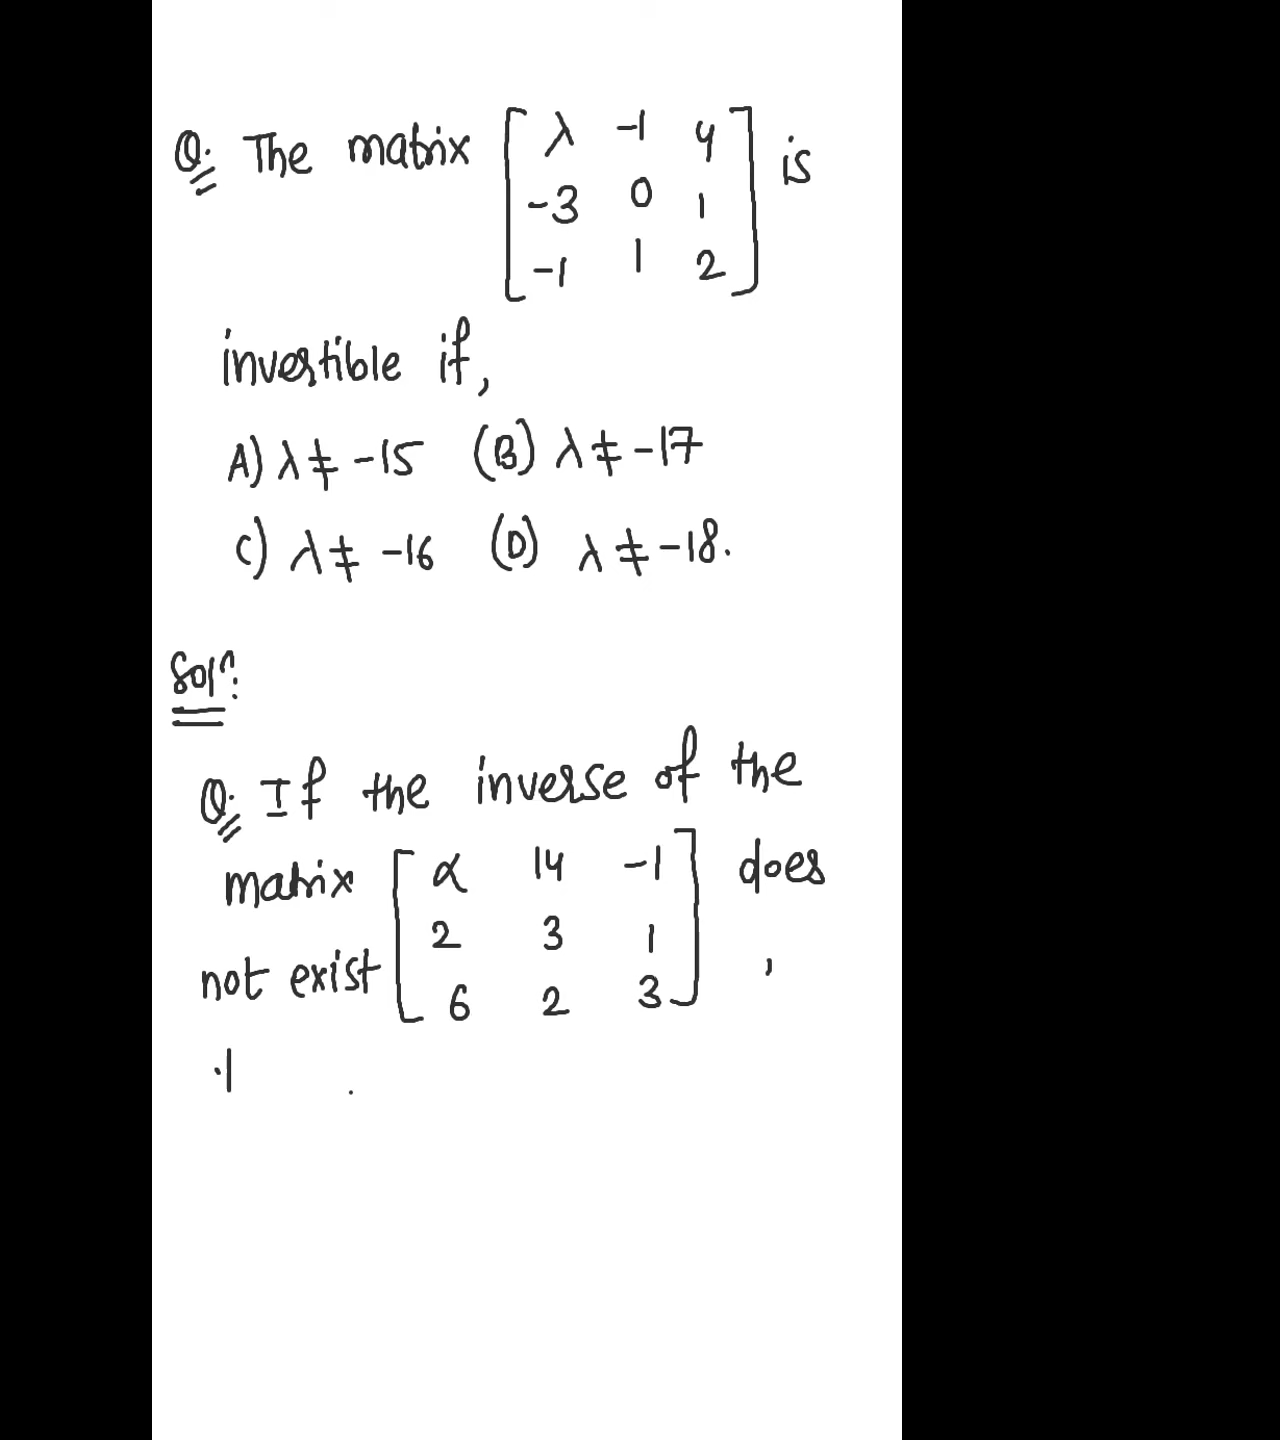 Q. The matrix [ λ -1 4 ] is
-3 0 1
-1 1 2
invertible if,
A) λ ≠ -15 (B) λ ≠ -17
C) λ ≠ -16 (D) λ ≠ -18.
Solⁿ:
Q. If the inverse of the
matrix [ α 14 -1 ] does
2 3 1
not exist ,
6 2 3